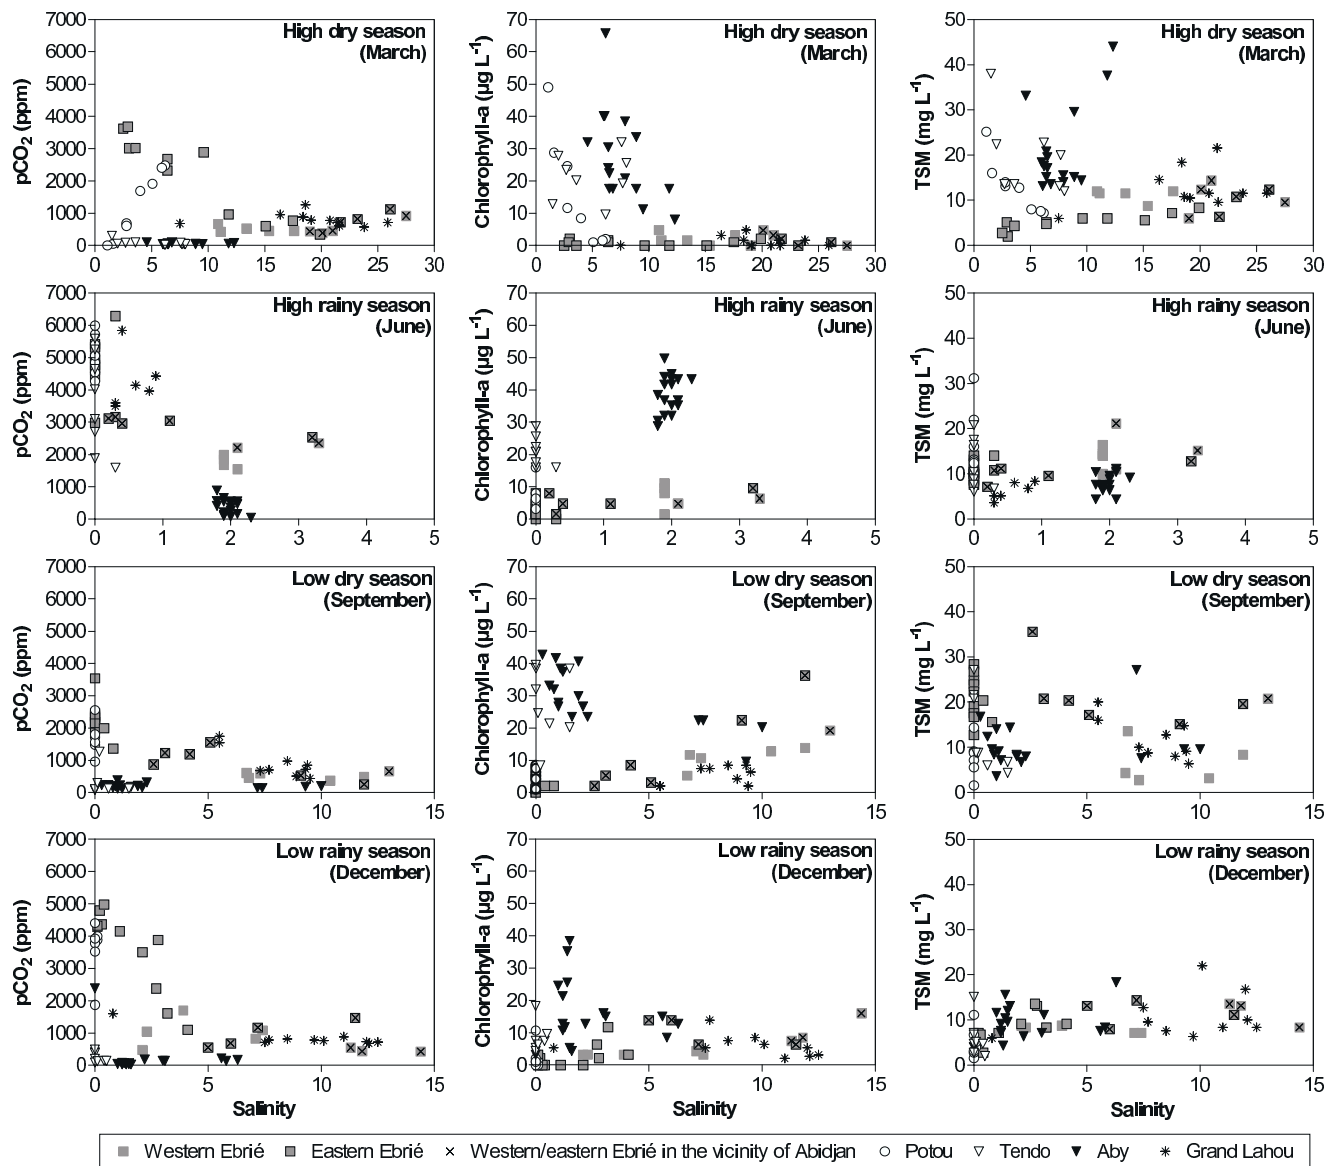 High dry season
(March)
pCO2 (ppm)
7000
6000
5000
4000
3000
2000
1000
0
0 5 10 15 20 25 30
High dry season
(March)
Chlorophyll-a (µg L-1)
70
60
50
40
30
20
10
0
0 5 10 15 20 25 30
High dry season
(March)
TSM (mg L-1)
50
40
30
20
10
0
0 5 10 15 20 25 30
High rainy season
(June)
pCO2 (ppm)
7000
6000
5000
4000
3000
2000
1000
0
0 1 2 3 4 5
High rainy season
(June)
Chlorophyll-a (µg L-1)
70
60
50
40
30
20
10
0
0 1 2 3 4 5
High rainy season
(June)
TSM (mg L-1)
50
40
30
20
10
0
0 1 2 3 4 5
Low dry season
(September)
pCO2 (ppm)
7000
6000
5000
4000
3000
2000
1000
0
0 5 10 15
Low dry season
(September)
Chlorophyll-a (µg L-1)
70
60
50
40
30
20
10
0
0 5 10 15
Low dry season
(September)
TSM (mg L-1)
50
40
30
20
10
0
0 5 10 15
Low rainy season
(December)
pCO2 (ppm)
7000
6000
5000
4000
3000
2000
1000
0
0 5 10 15
Salinity
Low rainy season
(December)
Chlorophyll-a (µg L-1)
70
60
50
40
30
20
10
0
0 5 10 15
Salinity
Low rainy season
(December)
TSM (mg L-1)
50
40
30
20
10
0
0 5 10 15
Salinity
Western Ebrié Eastern Ebrié Western/eastern Ebrié in the vicinity of Abidjan Potou Tendo Aby Grand Lahou